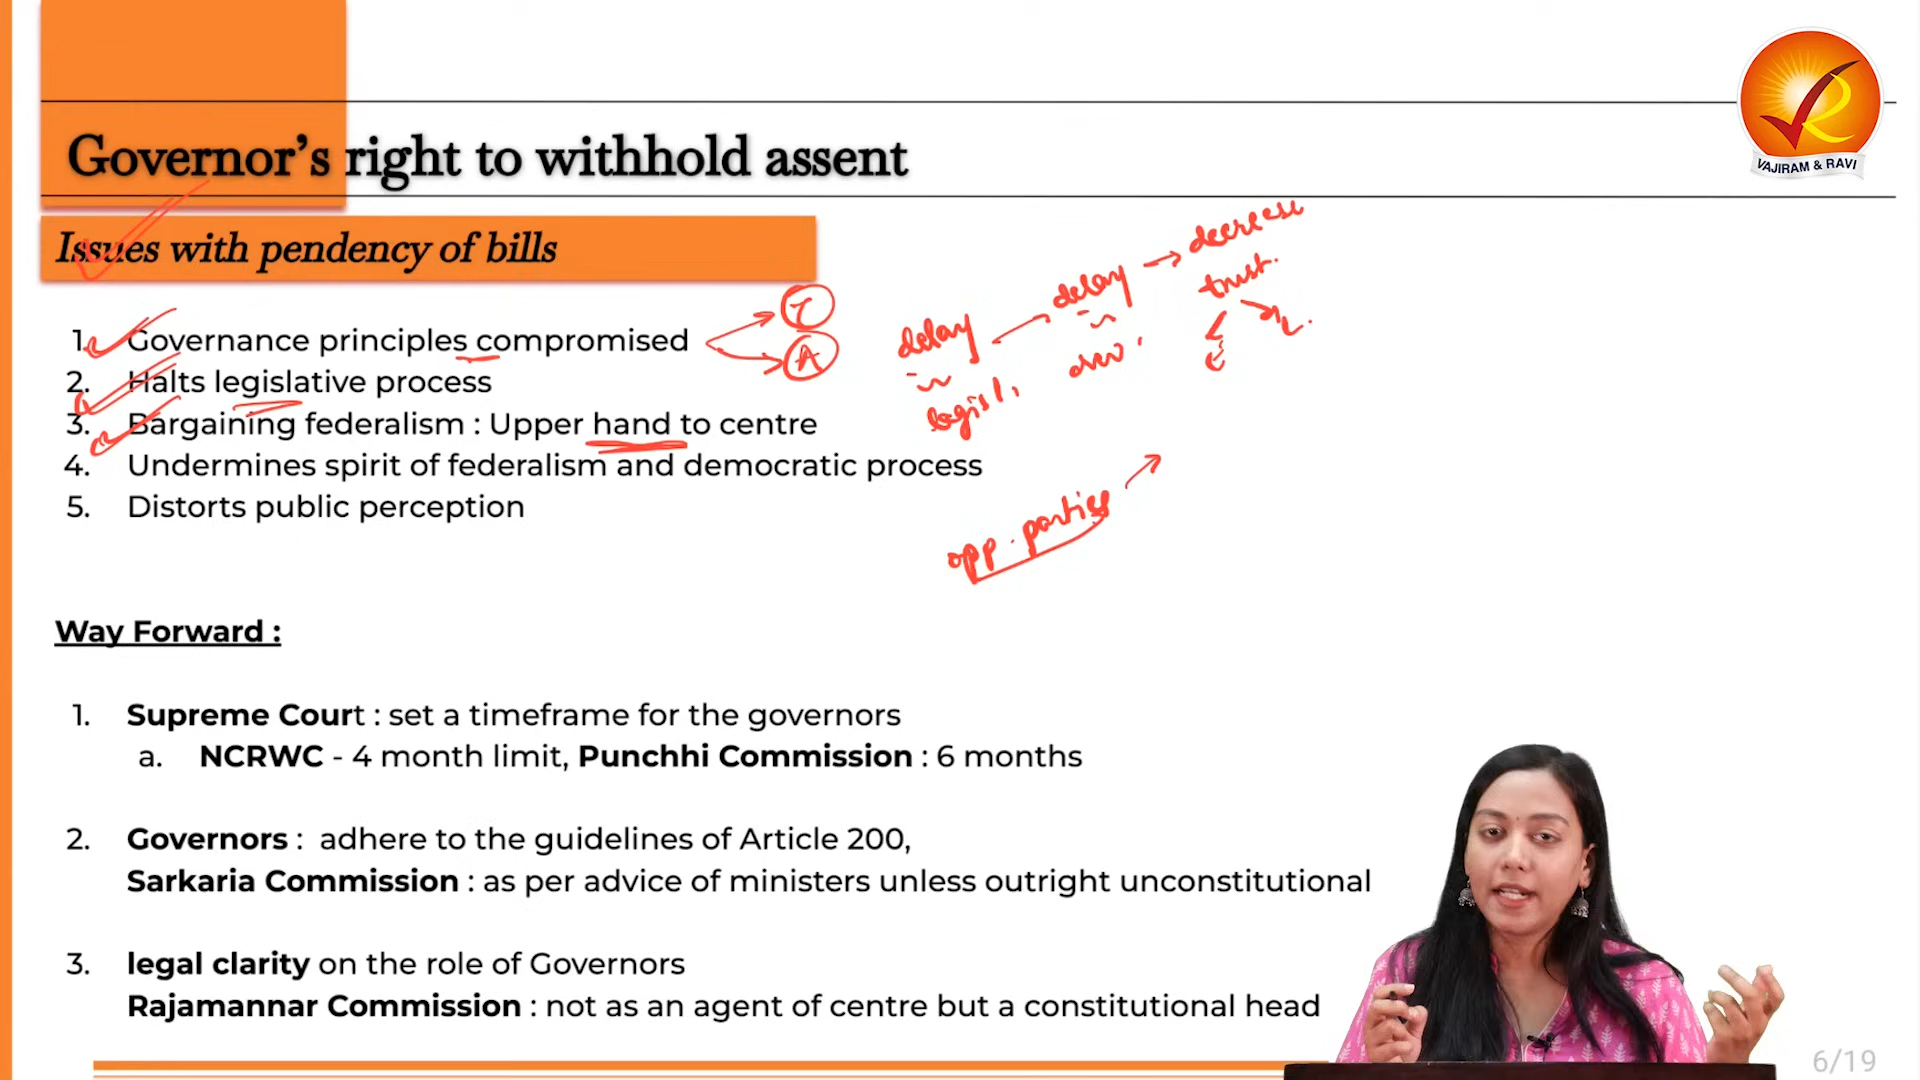 VAJIRAM & RAVI
Governor's right to withhold assent
Issues with pendency of bills
1. Governance principles compromised
T
A
2. Halts legislative process
3. Bargaining federalism : Upper hand to centre
4. Undermines spirit of federalism and democratic process
5. Distorts public perception
delay
legisl.
delay
decrese
trust.
opp. parties
Way Forward :
1. Supreme Court : set a timeframe for the governors
a. NCRWC - 4 month limit, Punchhi Commission : 6 months
2. Governors : adhere to the guidelines of Article 200,
Sarkaria Commission : as per advice of ministers unless outright unconstitutional
3. legal clarity on the role of Governors
Rajamannar Commission : not as an agent of centre but a constitutional head
6/19